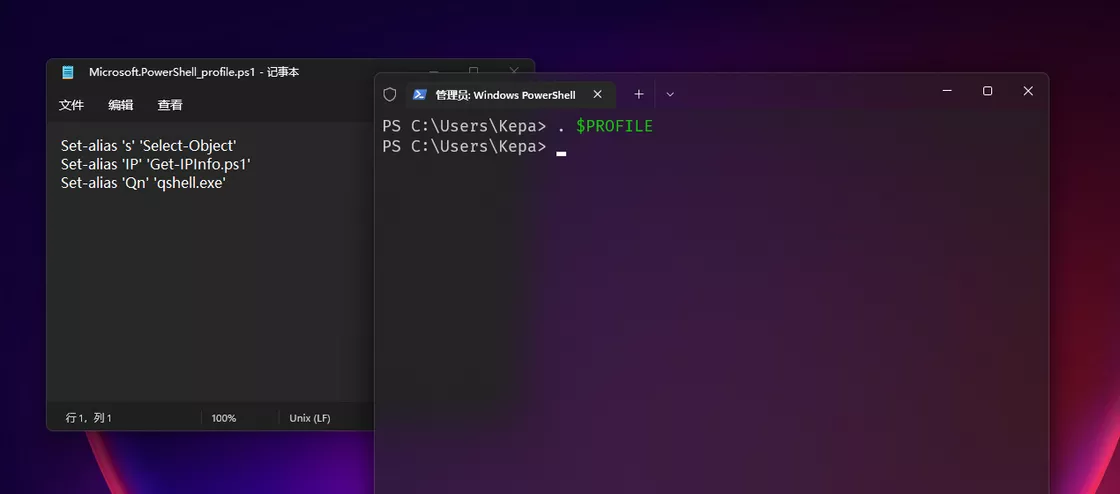 Microsoft.PowerShell_profile.ps1 - 记事本
文件 编辑 查看
Set-alias 's' 'Select-Object'
Set-alias 'IP' 'Get-IPInfo.ps1'
Set-alias 'Qn' 'qshell.exe'
行 1，列 1 100% Unix (LF)
管理员: Windows PowerShell
PS C:\Users\Kepa> . $PROFILE
PS C:\Users\Kepa>